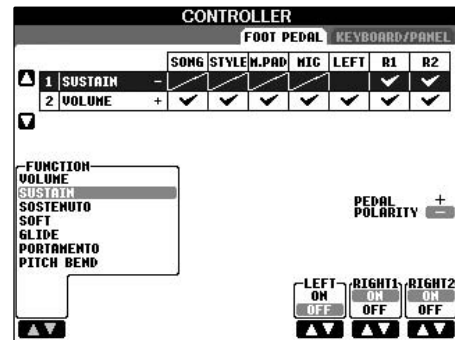 CONTROLLER
FOOT PEDAL KEYBOARD/PANEL
SONG STYLE M.PAD MIC LEFT R1 R2
1 SUSTAIN −
2 VOLUME +
FUNCTION
VOLUME
SUSTAIN
SOSTENUTO
SOFT
GLIDE
PORTAMENTO
PITCH BEND
PEDAL +
POLARITY −
LEFT RIGHT1 RIGHT2
ON ON ON
OFF OFF OFF